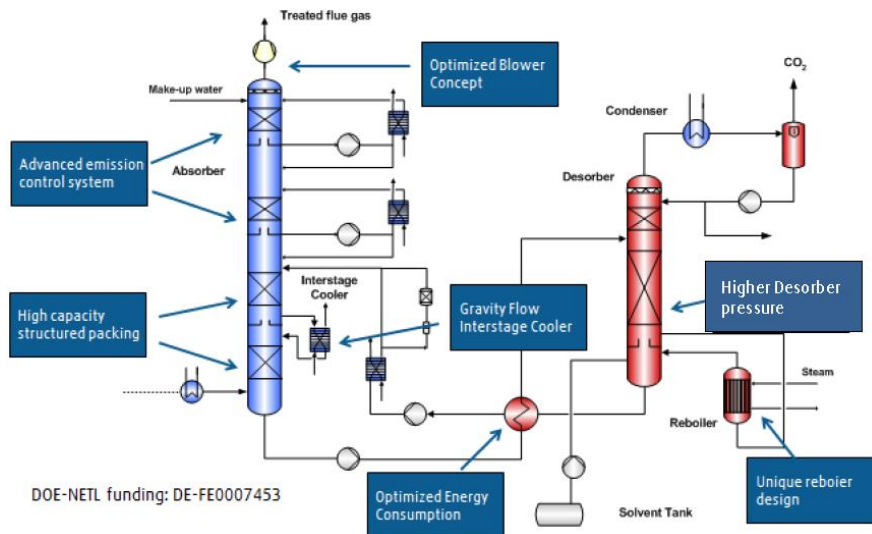 Treated flue gas
Optimized Blower
Concept
CO₂
Make-up water
Condenser
Advanced emission
control system
Absorber
Desorber
Interstage
Cooler
Gravity Flow
Interstage Cooler
Higher Desorber
pressure
High capacity
structured packing
Steam
Reboiler
Optimized Energy
Consumption
Unique reboier
design
DOE-NETL funding: DE-FE0007453
Solvent Tank